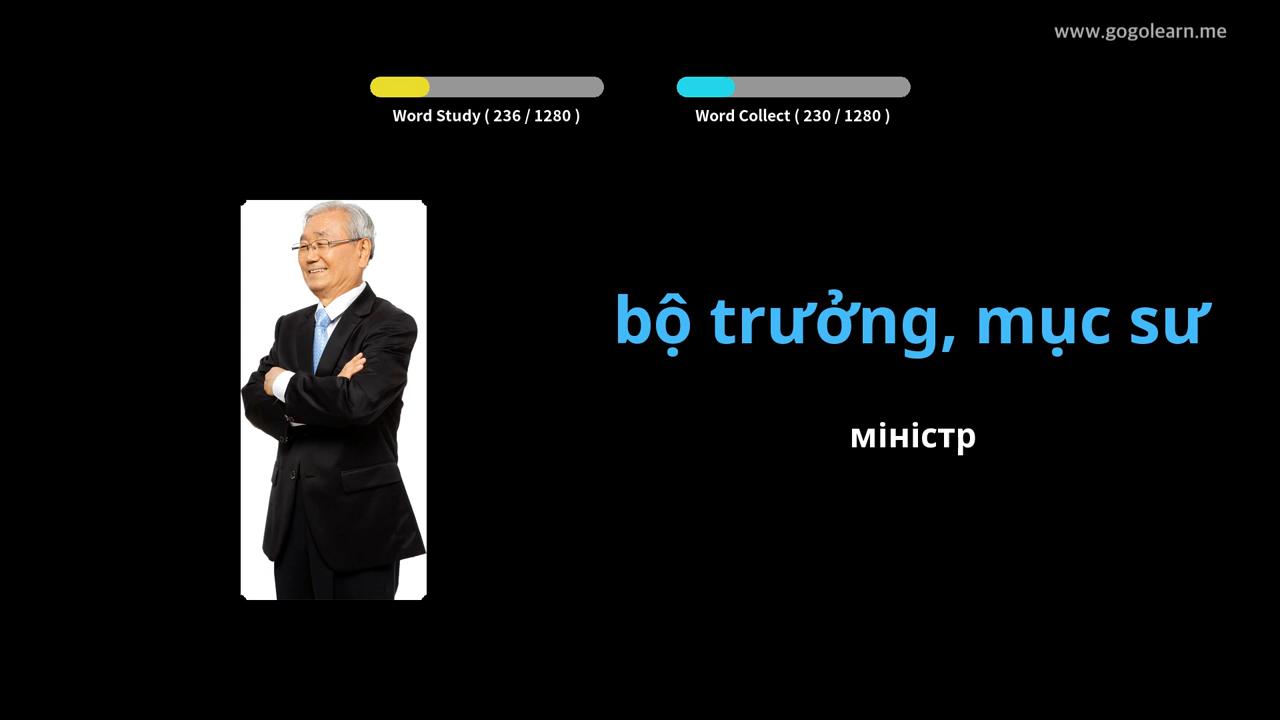 www.gogolearn.me
Word Study ( 236 / 1280 )
Word Collect ( 230 / 1280 )
bộ trưởng, mục sư
міністр